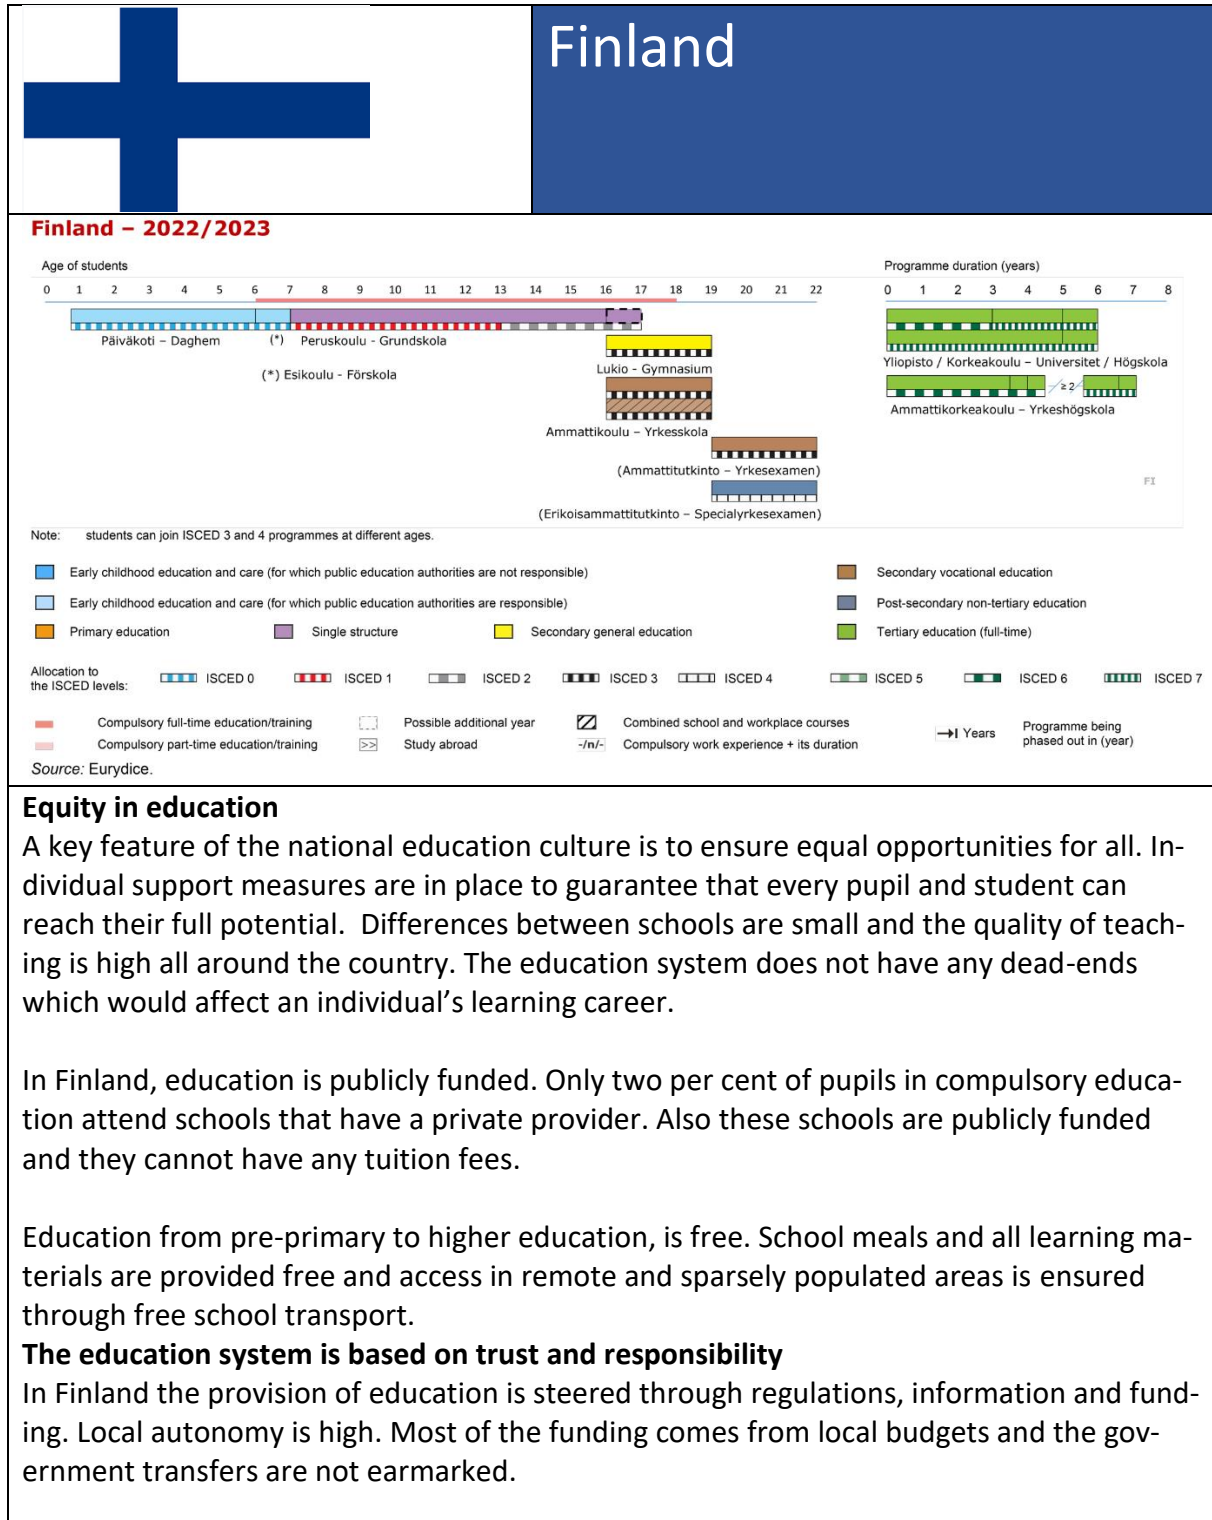 Finland
Finland – 2022/2023
Age of students
Programme duration (years)
0 1 2 3 4 5 6 7 8 9 10 11 12 13 14 15 16 17 18 19 20 21 22
0 1 2 3 4 5 6 7 8
Päiväkoti – Daghem
(*)
Peruskoulu - Grundskola
(*) Esikoulu - Förskola
Lukio - Gymnasium
Ammattikoulu – Yrkesskola
(Ammattitutkinto – Yrkesexamen)
(Erikoisammattitutkinto – Specialyrkesexamen)
Yliopisto / Korkeakoulu – Universitet / Högskola
≥ 2
Ammattikorkeakoulu – Yrkeshögskola
FI
Note: students can join ISCED 3 and 4 programmes at different ages.
Early childhood education and care (for which public education authorities are not responsible)
Secondary vocational education
Early childhood education and care (for which public education authorities are responsible)
Post-secondary non-tertiary education
Primary education
Single structure
Secondary general education
Tertiary education (full-time)
Allocation to
the ISCED levels:
ISCED 0
ISCED 1
ISCED 2
ISCED 3
ISCED 4
ISCED 5
ISCED 6
ISCED 7
Compulsory full-time education/training
Possible additional year
Combined school and workplace courses
Years
Programme being
phased out in (year)
Compulsory part-time education/training
>> Study abroad
-/n/- Compulsory work experience + its duration
Source: Eurydice.
Equity in education
A key feature of the national education culture is to ensure equal opportunities for all. In-
dividual support measures are in place to guarantee that every pupil and student can
reach their full potential.  Differences between schools are small and the quality of teach-
ing is high all around the country. The education system does not have any dead-ends
which would affect an individual’s learning career.
In Finland, education is publicly funded. Only two per cent of pupils in compulsory educa-
tion attend schools that have a private provider. Also these schools are publicly funded
and they cannot have any tuition fees.
Education from pre-primary to higher education, is free. School meals and all learning ma-
terials are provided free and access in remote and sparsely populated areas is ensured
through free school transport.
The education system is based on trust and responsibility
In Finland the provision of education is steered through regulations, information and fund-
ing. Local autonomy is high. Most of the funding comes from local budgets and the gov-
ernment transfers are not earmarked.